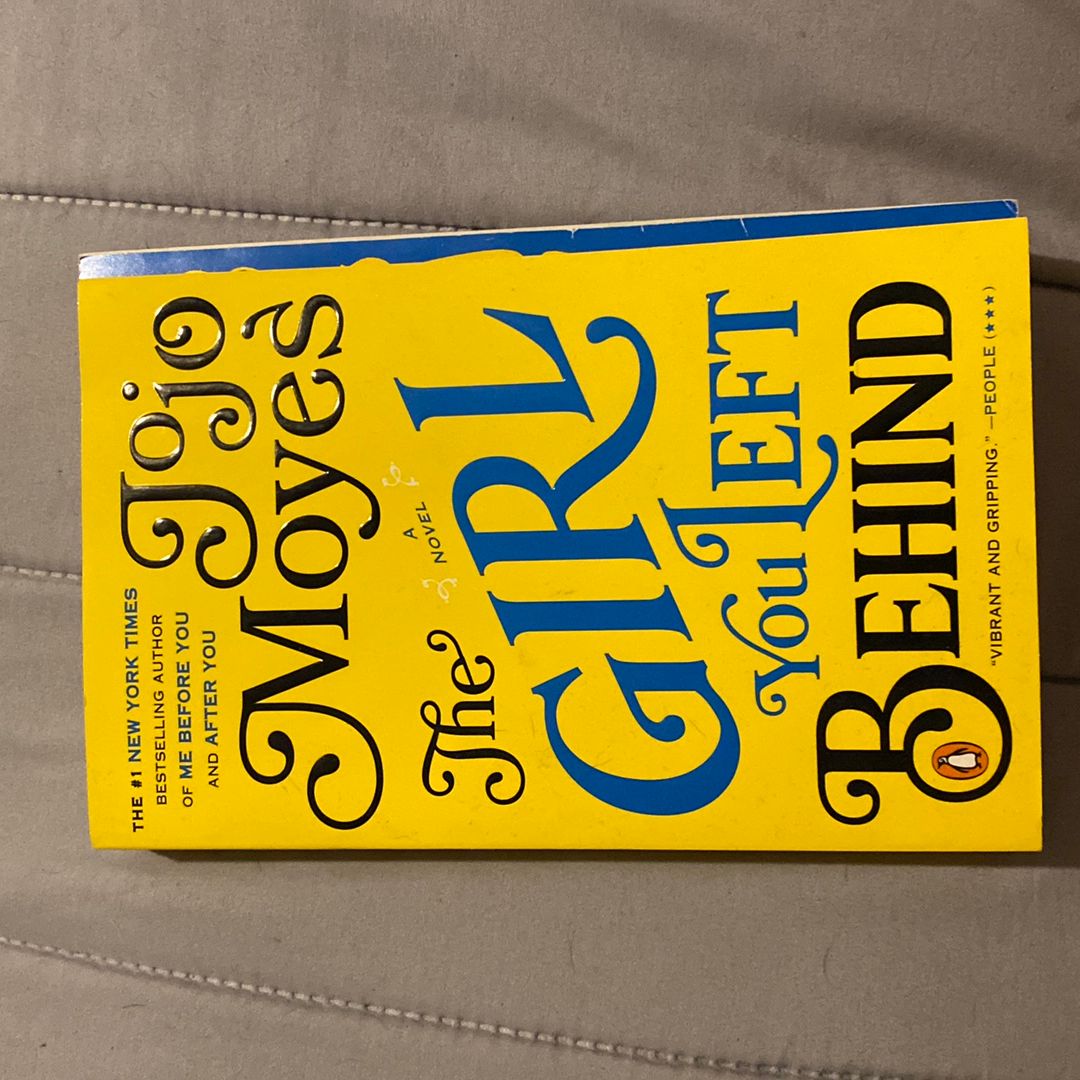 THE #1 NEW YORK TIMES
BESTSELLING AUTHOR
OF ME BEFORE YOU
AND AFTER YOU
Jojo
Moyes
A
NOVEL
The
GIRL
You LEFT
BEHIND
"VIBRANT AND GRIPPING." —PEOPLE (★★★)